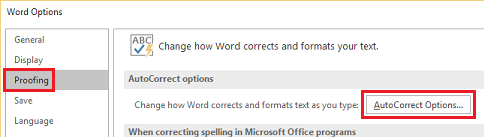 Word Options
General
Display
Proofing
Save
Language
ABC
Change how Word corrects and formats your text.
AutoCorrect options
Change how Word corrects and formats text as you type:
AutoCorrect Options...
When correcting spelling in Microsoft Office programs